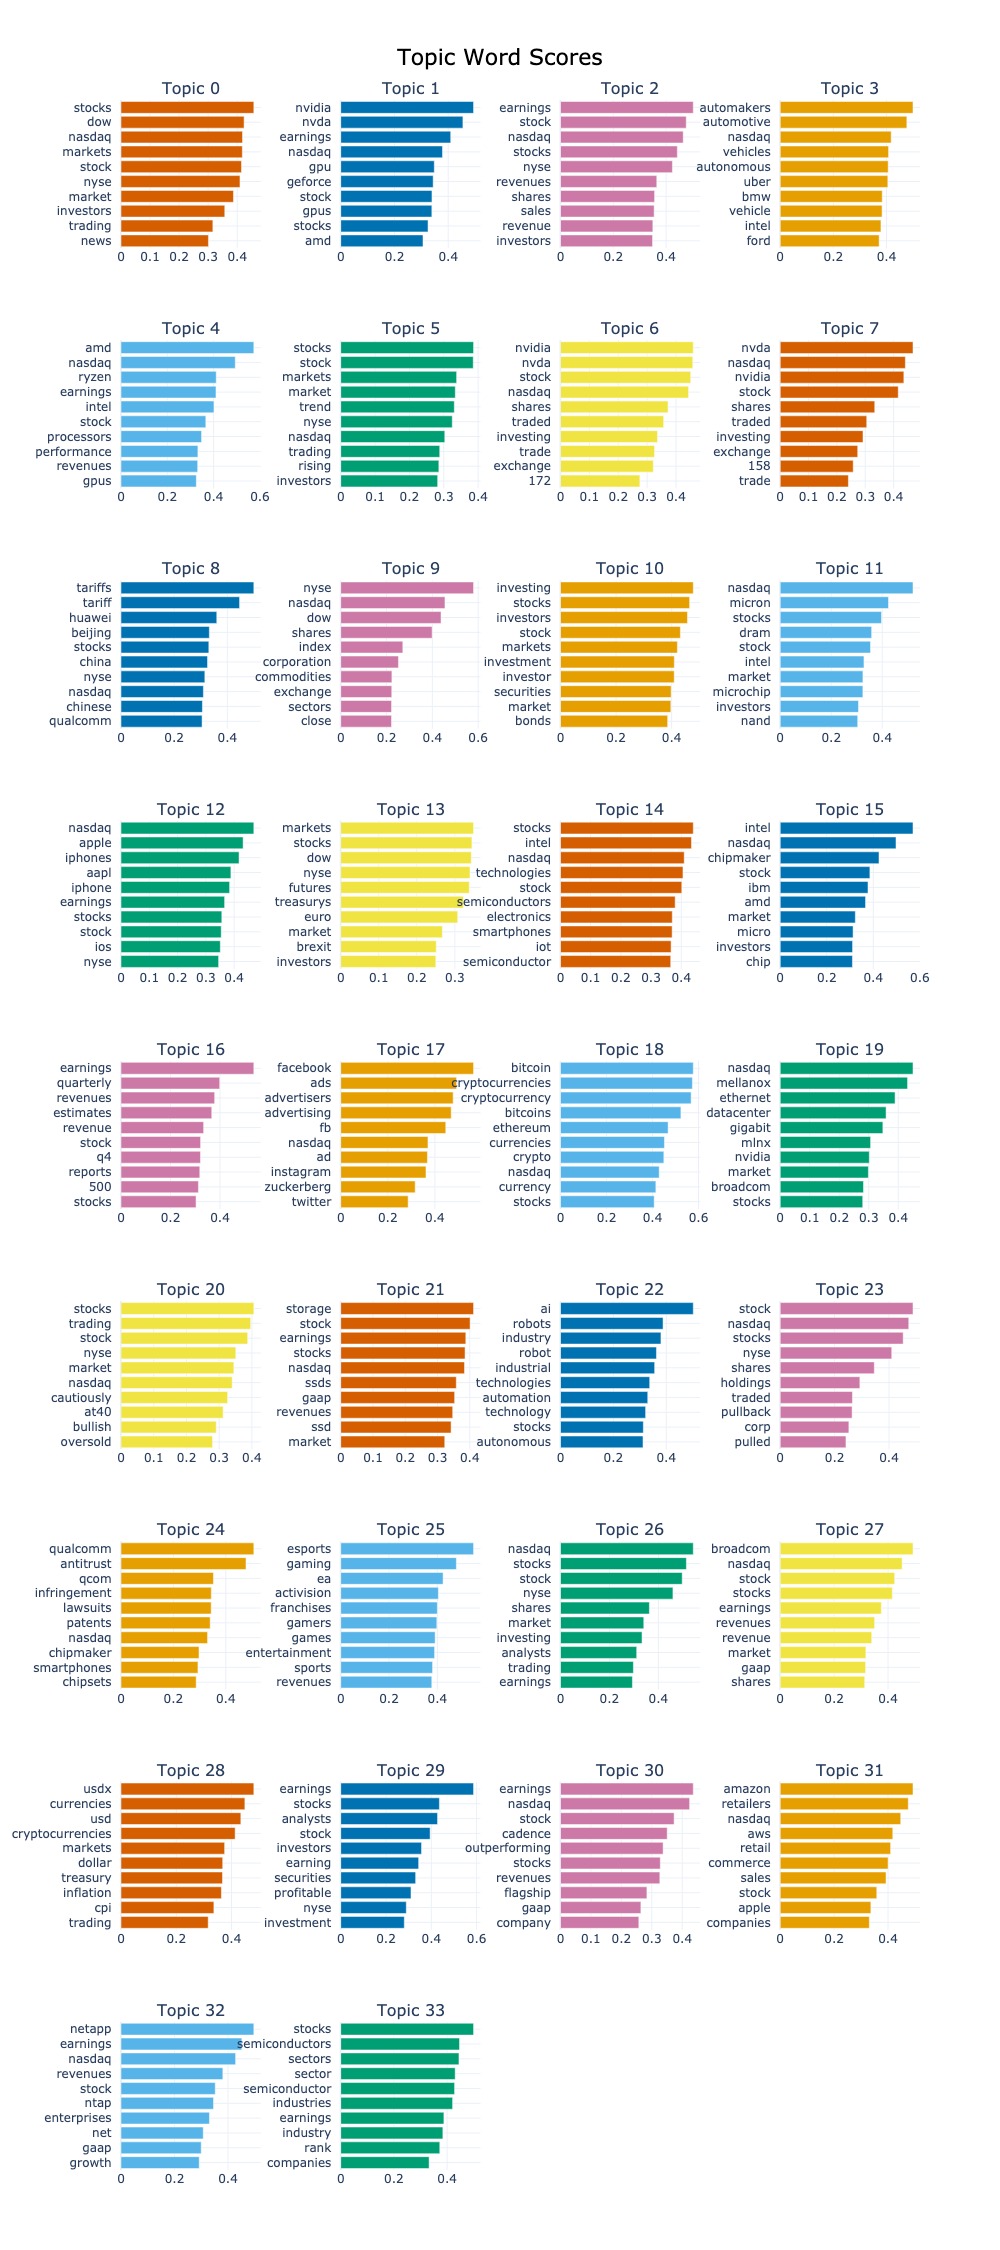 Topic Word Scores
Topic 0
stocks
dow
nasdaq
markets
stock
nyse
market
investors
trading
news
0 0.1 0.2 0.3 0.4
Topic 1
nvidia
nvda
earnings
nasdaq
gpu
geforce
stock
gpus
stocks
amd
0 0.2 0.4
Topic 2
earnings
stock
nasdaq
stocks
nyse
revenues
shares
sales
revenue
investors
0 0.2 0.4
Topic 3
automakers
automotive
nasdaq
vehicles
autonomous
uber
bmw
vehicle
intel
ford
0 0.2 0.4
Topic 4
amd
nasdaq
ryzen
earnings
intel
stock
processors
performance
revenues
gpus
0 0.2 0.4 0.6
Topic 5
stocks
stock
markets
market
trend
nyse
nasdaq
trading
rising
investors
0 0.1 0.2 0.3 0.4
Topic 6
nvidia
nvda
stock
nasdaq
shares
traded
investing
trade
exchange
172
0 0.1 0.2 0.3 0.4
Topic 7
nvda
nasdaq
nvidia
stock
shares
traded
investing
exchange
158
trade
0 0.1 0.2 0.3 0.4
Topic 8
tariffs
tariff
huawei
beijing
stocks
china
nyse
nasdaq
chinese
qualcomm
0 0.2 0.4
Topic 9
nyse
nasdaq
dow
shares
index
corporation
commodities
exchange
sectors
close
0 0.2 0.4 0.6
Topic 10
investing
stocks
investors
stock
markets
investment
investor
securities
market
bonds
0 0.2 0.4
Topic 11
nasdaq
micron
stocks
dram
stock
intel
market
microchip
investors
nand
0 0.2 0.4
Topic 12
nasdaq
apple
iphones
aapl
iphone
earnings
stocks
stock
ios
nyse
0 0.1 0.2 0.3 0.4
Topic 13
markets
stocks
dow
nyse
futures
treasurys
euro
market
brexit
investors
0 0.1 0.2 0.3
Topic 14
stocks
intel
nasdaq
technologies
stock
semiconductors
electronics
smartphones
iot
semiconductor
0 0.1 0.2 0.3 0.4
Topic 15
intel
nasdaq
chipmaker
stock
ibm
amd
market
micro
investors
chip
0 0.2 0.4 0.6
Topic 16
earnings
quarterly
revenues
estimates
revenue
stock
q4
reports
500
stocks
0 0.2 0.4
Topic 17
facebook
ads
advertisers
advertising
fb
nasdaq
ad
instagram
zuckerberg
twitter
0 0.2 0.4
Topic 18
bitcoin
cryptocurrencies
cryptocurrency
bitcoins
ethereum
currencies
crypto
nasdaq
currency
stocks
0 0.2 0.4 0.6
Topic 19
nasdaq
mellanox
ethernet
datacenter
gigabit
mlnx
nvidia
market
broadcom
stocks
0 0.1 0.2 0.3 0.4
Topic 20
stocks
trading
stock
nyse
market
nasdaq
cautiously
at40
bullish
oversold
0 0.1 0.2 0.3 0.4
Topic 21
storage
stock
earnings
stocks
nasdaq
ssds
gaap
revenues
ssd
market
0 0.1 0.2 0.3 0.4
Topic 22
ai
robots
industry
robot
industrial
technologies
automation
technology
stocks
autonomous
0 0.2 0.4
Topic 23
stock
nasdaq
stocks
nyse
shares
holdings
traded
pullback
corp
pulled
0 0.2 0.4
Topic 24
qualcomm
antitrust
qcom
infringement
lawsuits
patents
nasdaq
chipmaker
smartphones
chipsets
0 0.2 0.4
Topic 25
esports
gaming
ea
activision
franchises
gamers
games
entertainment
sports
revenues
0 0.2 0.4
Topic 26
nasdaq
stocks
stock
nyse
shares
market
investing
analysts
trading
earnings
0 0.2 0.4
Topic 27
broadcom
nasdaq
stock
stocks
earnings
revenues
revenue
market
gaap
shares
0 0.2 0.4
Topic 28
usdx
currencies
usd
cryptocurrencies
markets
dollar
treasury
inflation
cpi
trading
0 0.2 0.4
Topic 29
earnings
stocks
analysts
stock
investors
earning
securities
profitable
nyse
investment
0 0.2 0.4 0.6
Topic 30
earnings
nasdaq
stock
cadence
outperforming
stocks
revenues
flagship
gaap
company
0 0.1 0.2 0.3 0.4
Topic 31
amazon
retailers
nasdaq
aws
retail
commerce
sales
stock
apple
companies
0 0.2 0.4
Topic 32
netapp
earnings
nasdaq
revenues
stock
ntap
enterprises
net
gaap
growth
0 0.2 0.4
Topic 33
stocks
semiconductors
sectors
sector
semiconductor
industries
earnings
industry
rank
companies
0 0.2 0.4